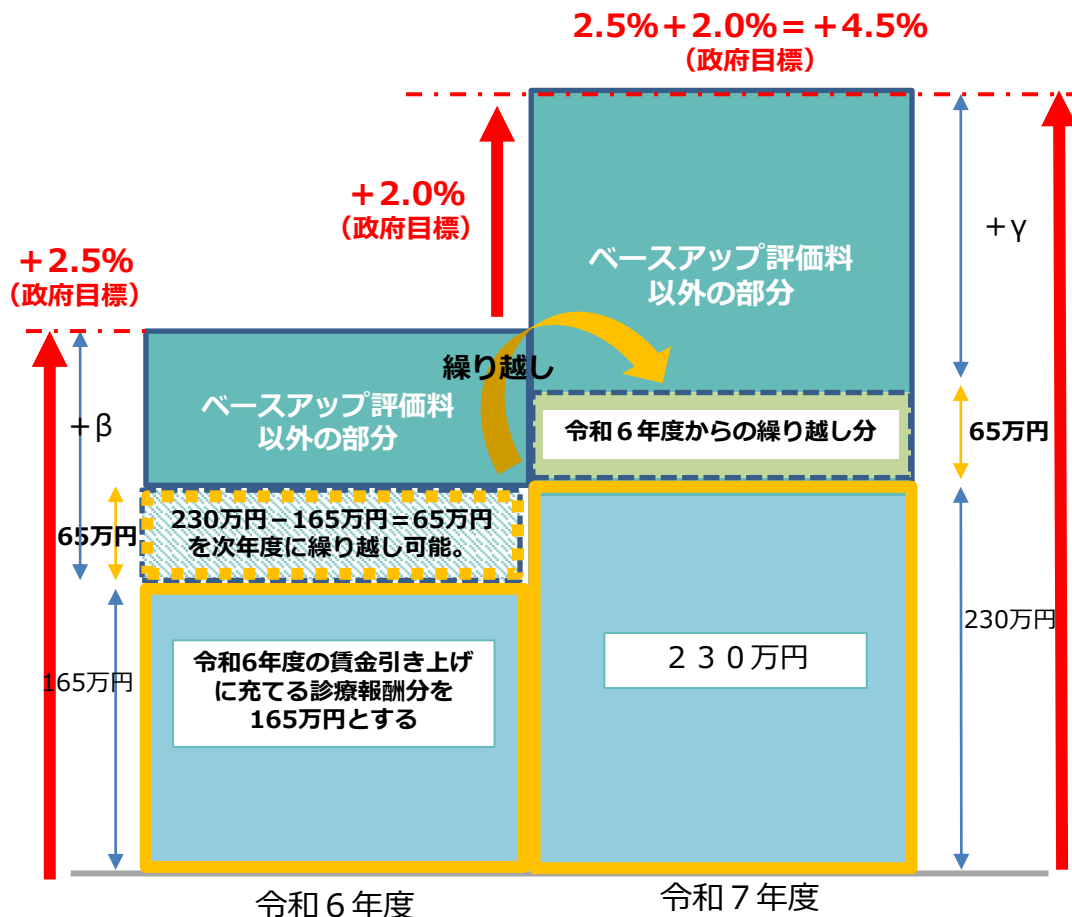 2.5%+2.0%=+4.5%
（政府目標）
＋2.0%
（政府目標）
＋2.5%
（政府目標）
＋γ
ベースアップ評価料
以外の部分
繰り越し
ベースアップ評価料
以外の部分
＋β
令和６年度からの繰り越し分
65万円
230万円－165万円＝65万円
を次年度に繰り越し可能。
65万円
230万円
２３０万円
令和6年度の賃金引き上げ
に充てる診療報酬分を
165万円とする
165万円
令和６年度
令和７年度